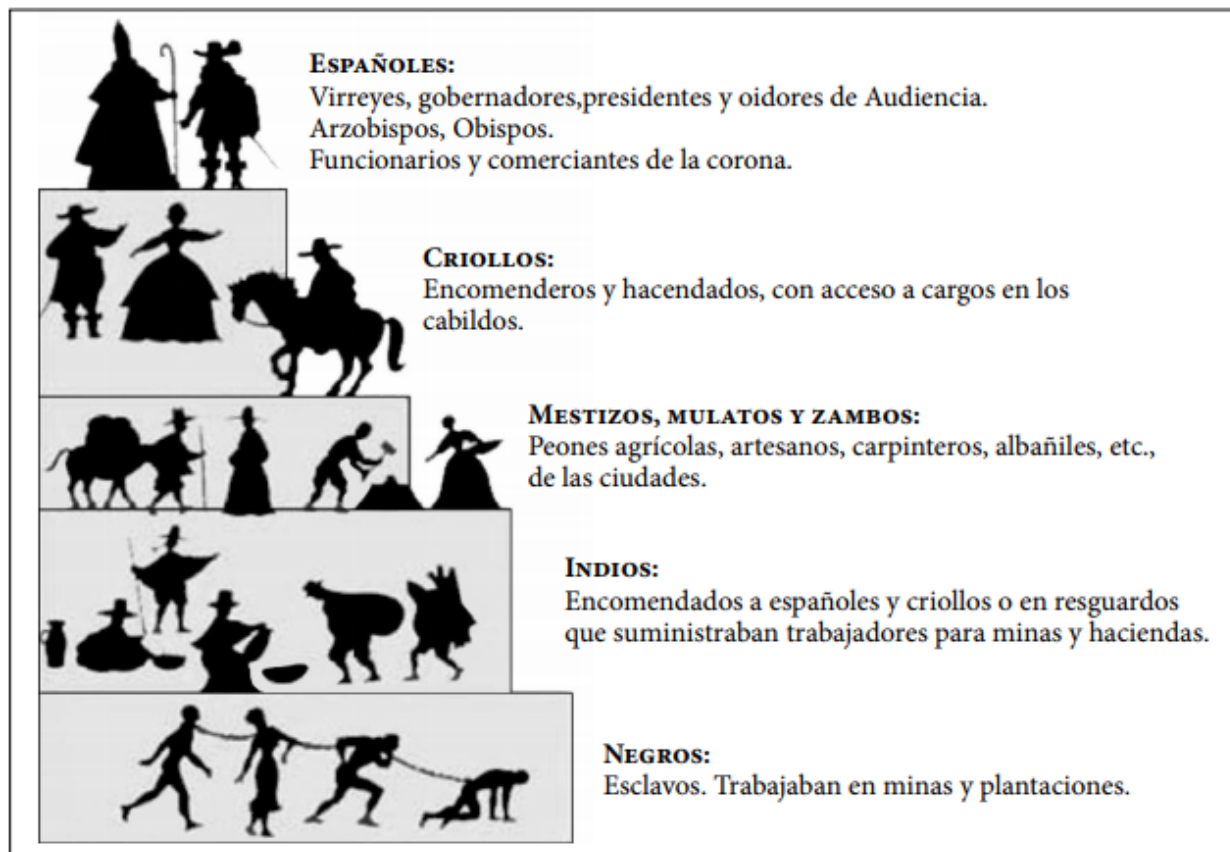 ESPAÑOLES:
Virreyes, gobernadores,presidentes y oidores de Audiencia.
Arzobispos, Obispos.
Funcionarios y comerciantes de la corona.
CRIOLLOS:
Encomenderos y hacendados, con acceso a cargos en los
cabildos.
MESTIZOS, MULATOS Y ZAMBOS:
Peones agrícolas, artesanos, carpinteros, albañiles, etc.,
de las ciudades.
INDIOS:
Encomendados a españoles y criollos o en resguardos
que suministraban trabajadores para minas y haciendas.
NEGROS:
Esclavos. Trabajaban en minas y plantaciones.